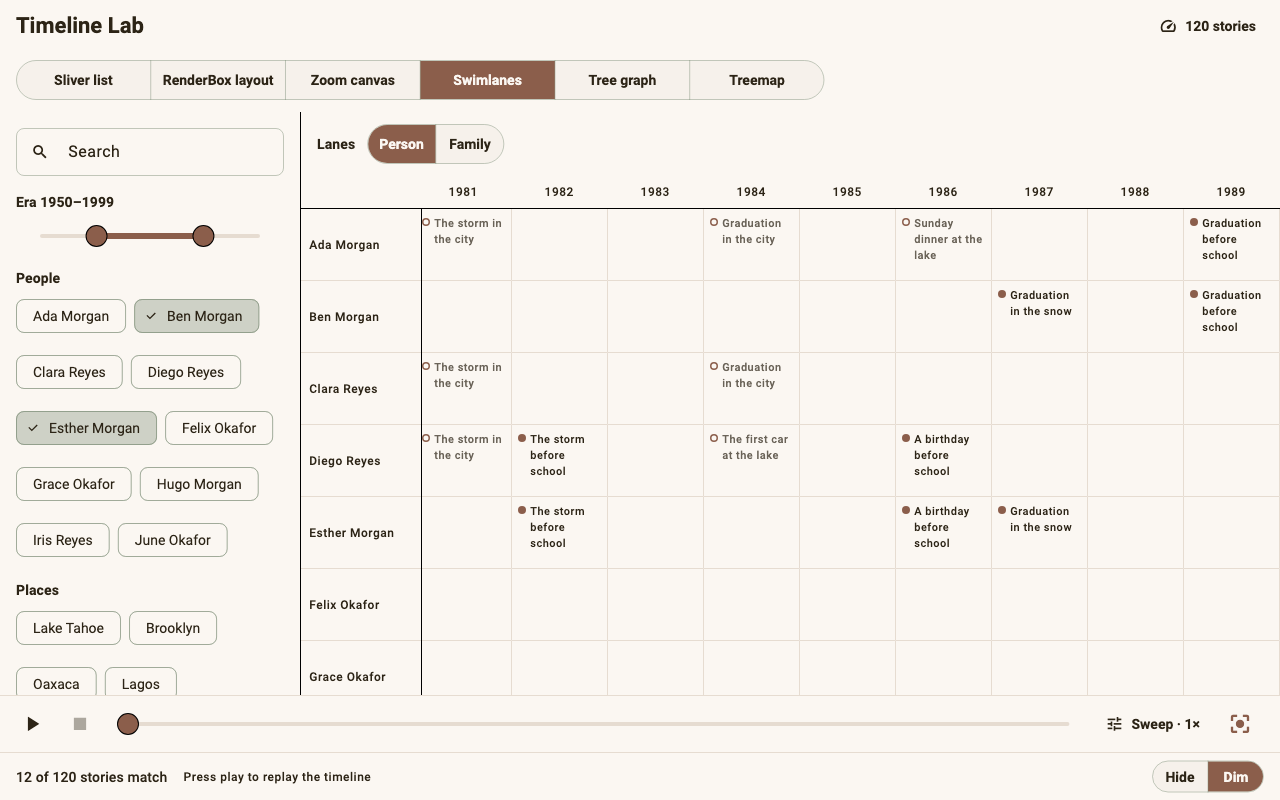 Timeline Lab
120 stories
Sliver list
RenderBox layout
Zoom canvas
Swimlanes
Tree graph
Treemap
Search
Era 1950–1999
People
Ada Morgan
Ben Morgan
Clara Reyes
Diego Reyes
Esther Morgan
Felix Okafor
Grace Okafor
Hugo Morgan
Iris Reyes
June Okafor
Places
Lake Tahoe
Brooklyn
Oaxaca
Lagos
Lanes
Person
Family
1981
1982
1983
1984
1985
1986
1987
1988
1989
Ada Morgan
The storm in
the city
Graduation
in the city
Sunday
dinner at the
lake
Graduation
before
school
Ben Morgan
Graduation
in the snow
Graduation
before
school
Clara Reyes
The storm in
the city
Graduation
in the city
Diego Reyes
The storm in
the city
The storm
before
school
The first car
at the lake
A birthday
before
school
Esther Morgan
The storm
before
school
A birthday
before
school
Graduation
in the snow
Felix Okafor
Grace Okafor
Sweep · 1×
12 of 120 stories match
Press play to replay the timeline
Hide
Dim